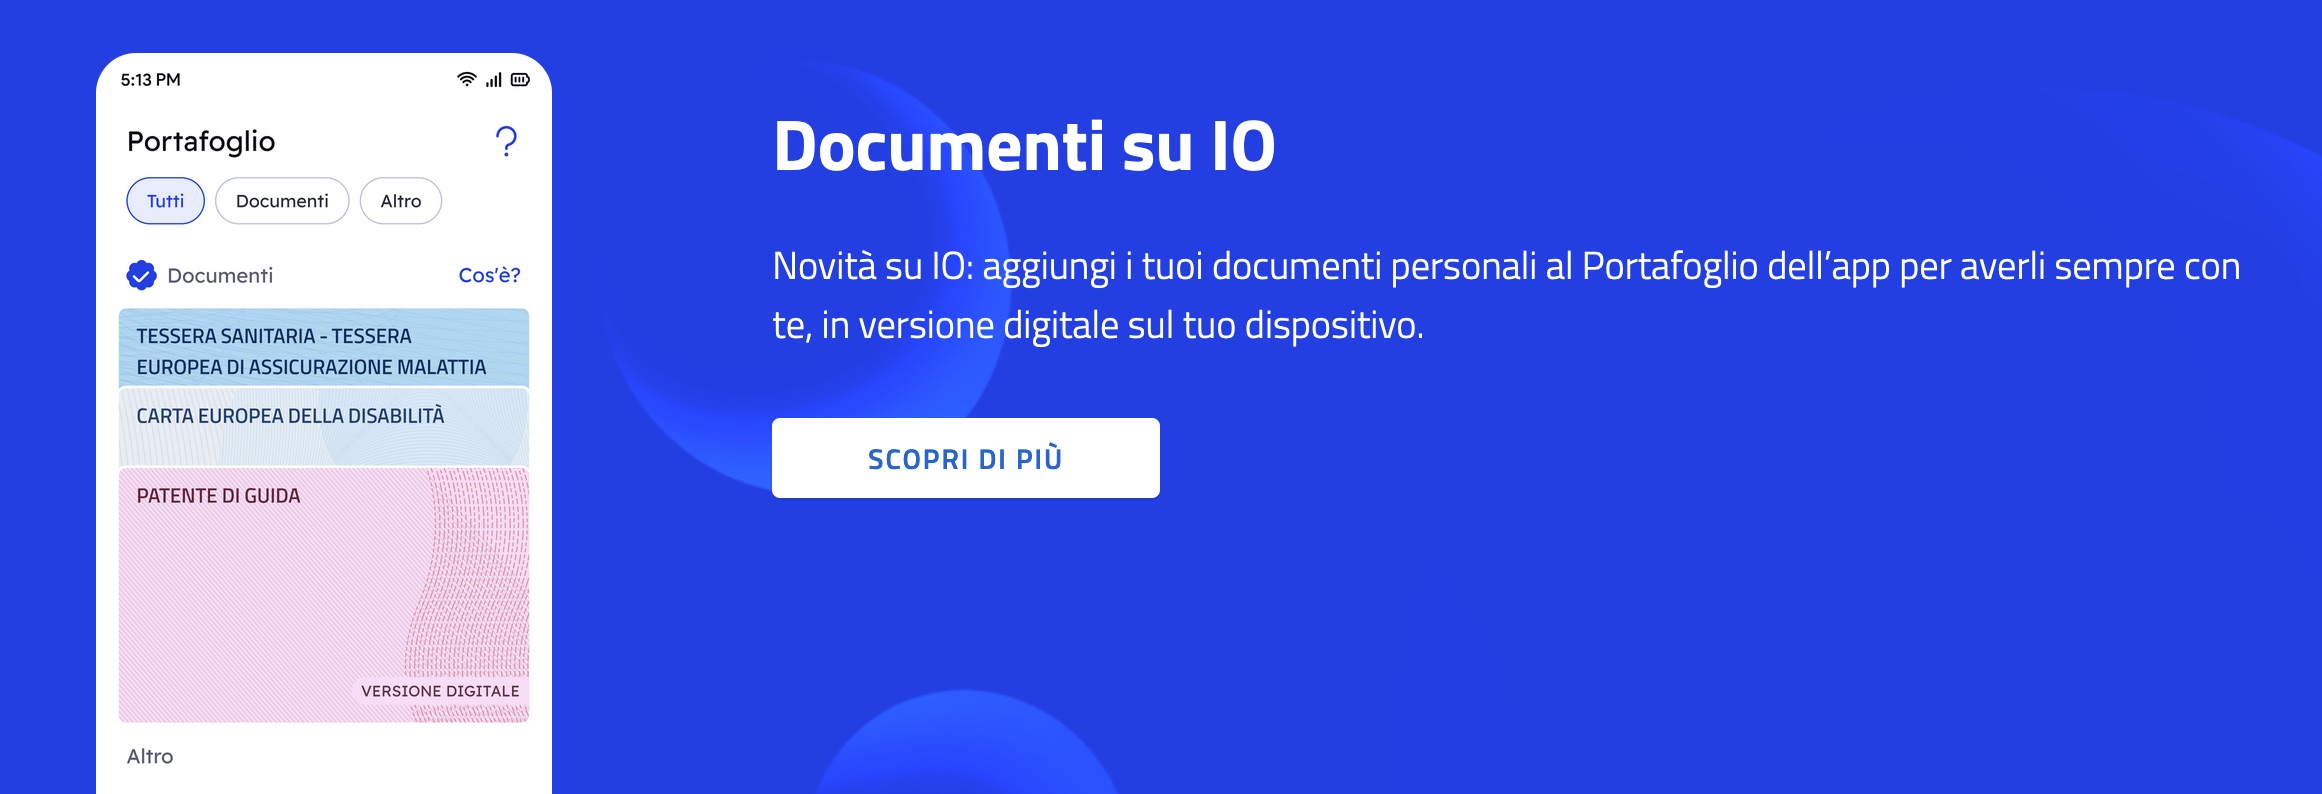 5:13 PM
Portafoglio
Tutti
Documenti
Altro
Documenti
Cos'è?
TESSERA SANITARIA - TESSERA
EUROPEA DI ASSICURAZIONE MALATTIA
CARTA EUROPEA DELLA DISABILITÀ
PATENTE DI GUIDA
VERSIONE DIGITALE
Altro
Documenti su IO
Novità su IO: aggiungi i tuoi documenti personali al Portafoglio dell’app per averli sempre con
te, in versione digitale sul tuo dispositivo.
SCOPRI DI PIÙ